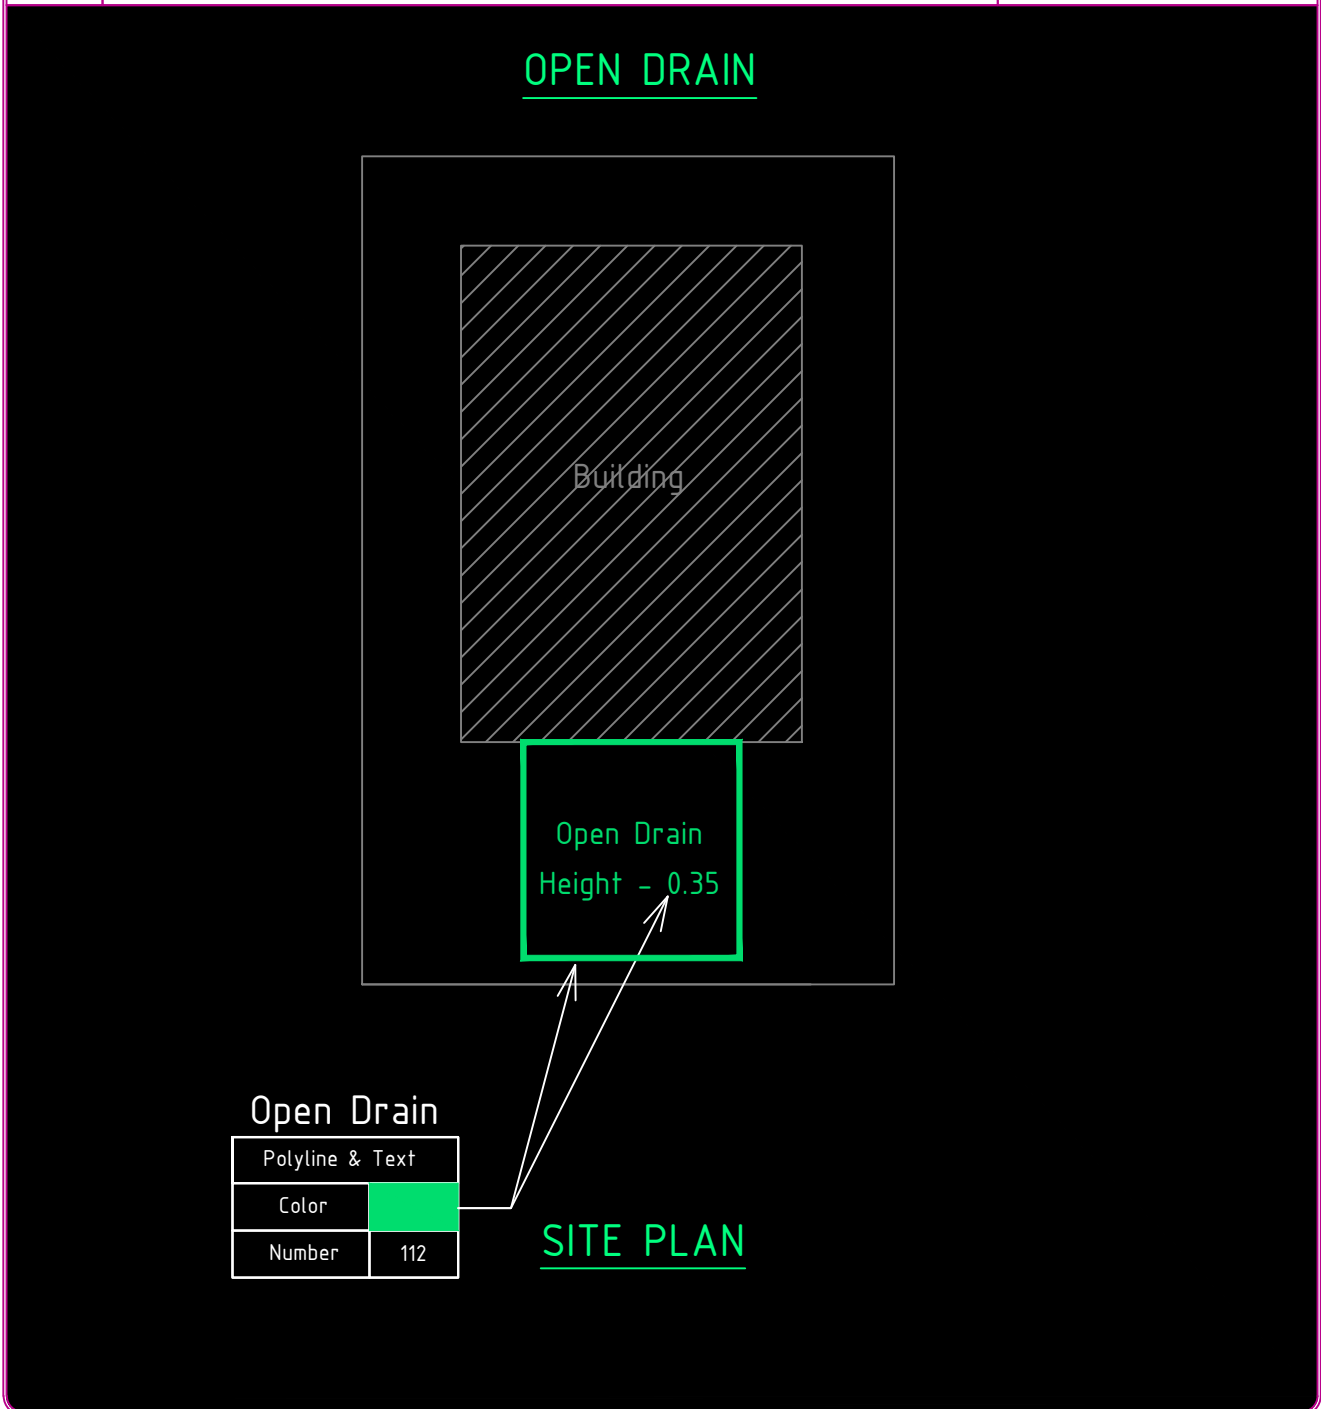 OPEN DRAIN
Building
Open Drain
Height - 0.35
Open Drain
Polyline & Text
Color
Number 112
SITE PLAN